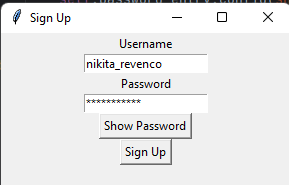 Sign Up
Username
nikita_revenco
Password
***********
Show Password
Sign Up